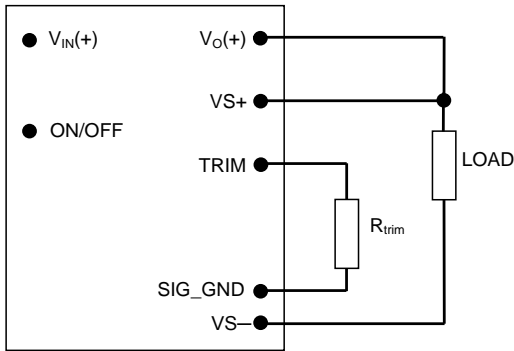 V_IN(+) V_O(+)
VS+
ON/OFF
TRIM
LOAD
R_trim
SIG_GND
VS─